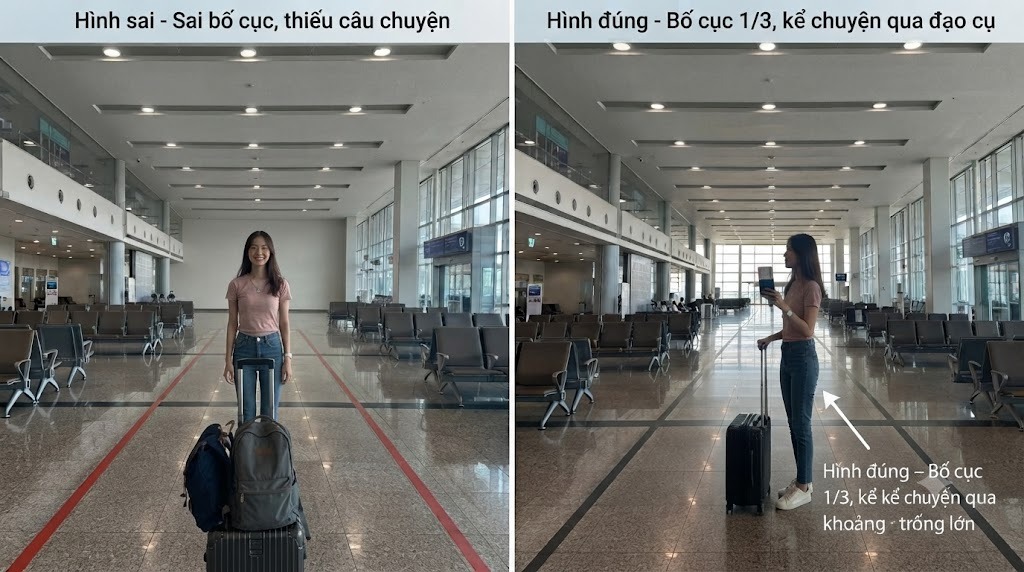 Hình sai - Sai bố cục, thiếu câu chuyện
Hình đúng - Bố cục 1/3, kể chuyện qua đạo cụ
Hình đúng – Bố cục
1/3, kể kể chuyện qua
khoảng - trống lớn